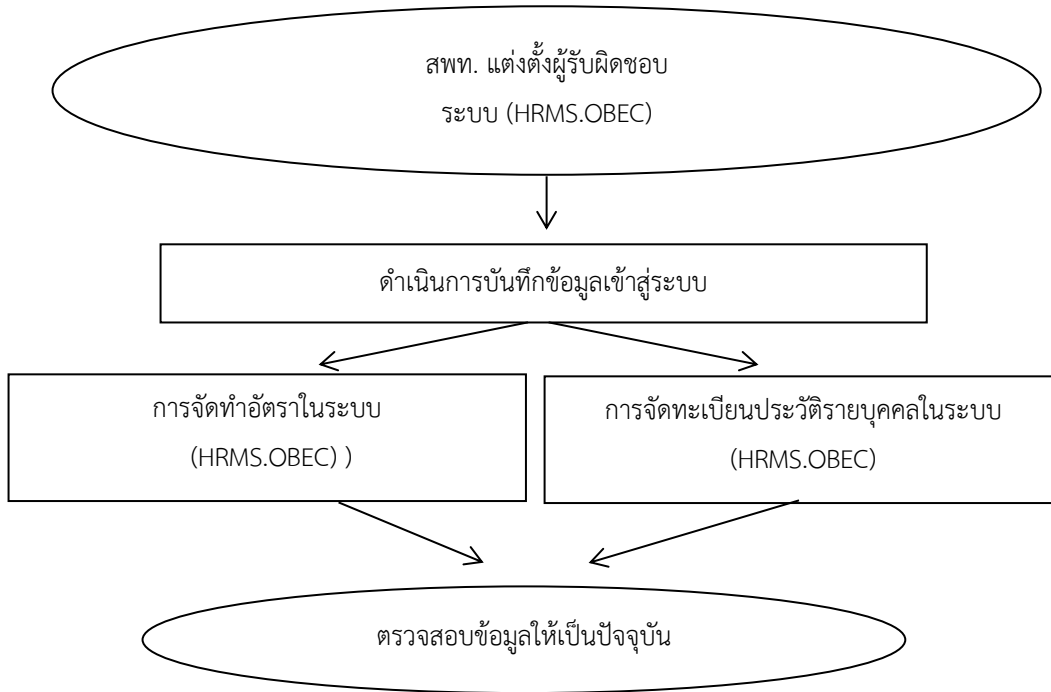 สพท. แต่งตั้งผู้รับผิดชอบ
ระบบ (HRMS.OBEC)
ดำเนินการบันทึกข้อมูลเข้าสู่ระบบ
การจัดทำอัตราในระบบ
(HRMS.OBEC) )
การจัดทะเบียนประวัติรายบุคคลในระบบ
(HRMS.OBEC)
ตรวจสอบข้อมูลให้เป็นปัจจุบัน